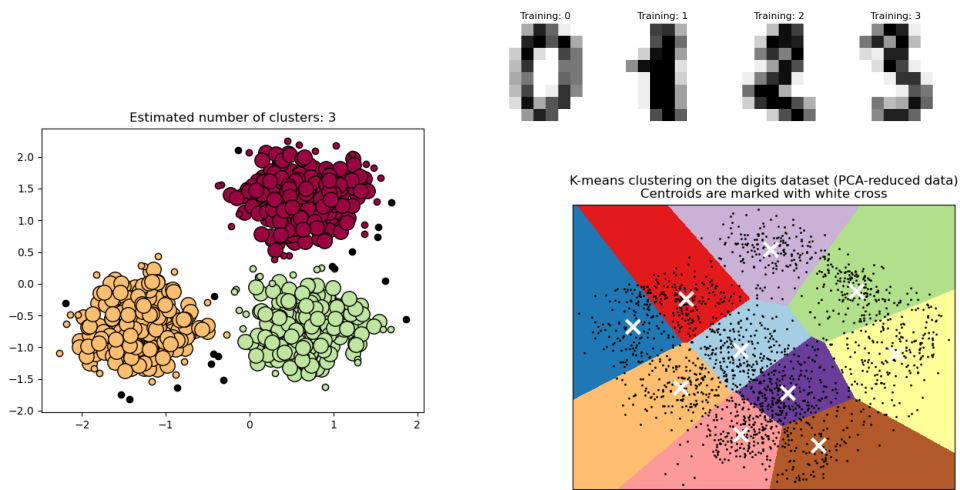 Training: 0
Training: 1
Training: 2
Training: 3
Estimated number of clusters: 3
2.0
1.5
1.0
0.5
0.0
−0.5
−1.0
−1.5
−2.0
−2
−1
0
1
2
K-means clustering on the digits dataset (PCA-reduced data)
Centroids are marked with white cross